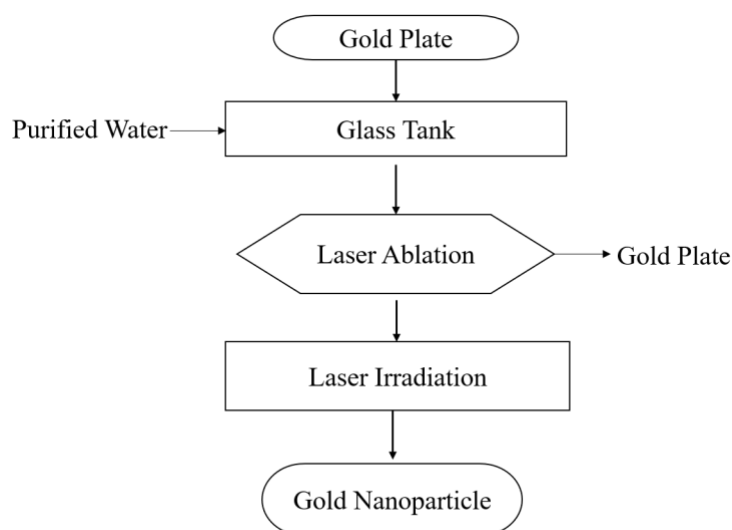 Gold Plate
Purified Water
Glass Tank
Laser Ablation
Gold Plate
Laser Irradiation
Gold Nanoparticle